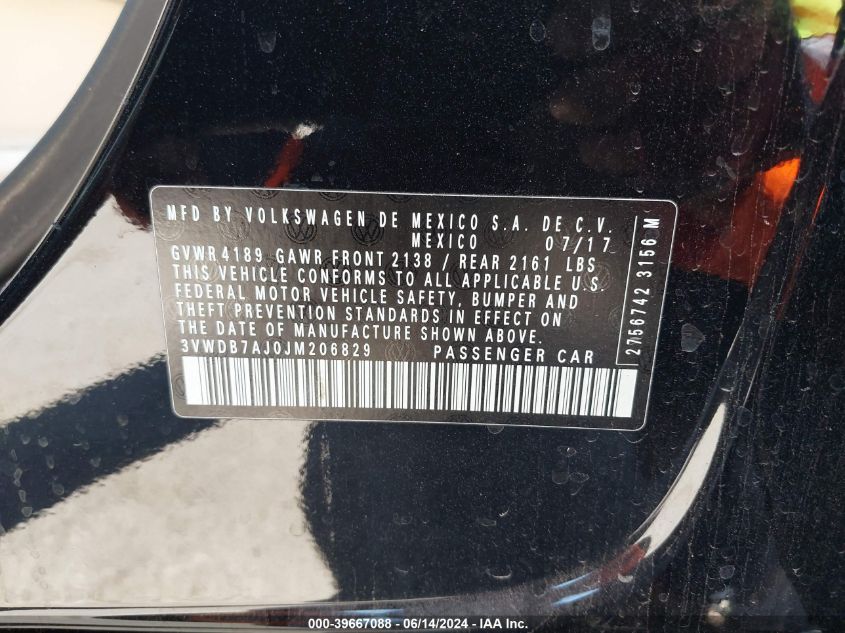 MFD BY VOLKSWAGEN DE MEXICO S.A. DE C.V.
MEXICO 07/17
GVWR 4189 GAWR FRONT 2138 / REAR 2161 LBS
THIS VEHICLE CONFORMS TO ALL APPLICABLE U.S.
FEDERAL MOTOR VEHICLE SAFETY, BUMPER AND
THEFT PREVENTION STANDARDS IN EFFECT ON
THE DATE OF MANUFACTURE SHOWN ABOVE.
3VWDB7AJ0JM206829 PASSENGER CAR
2756742 3156 M
000-39667088 - 06/14/2024 - IAA Inc.